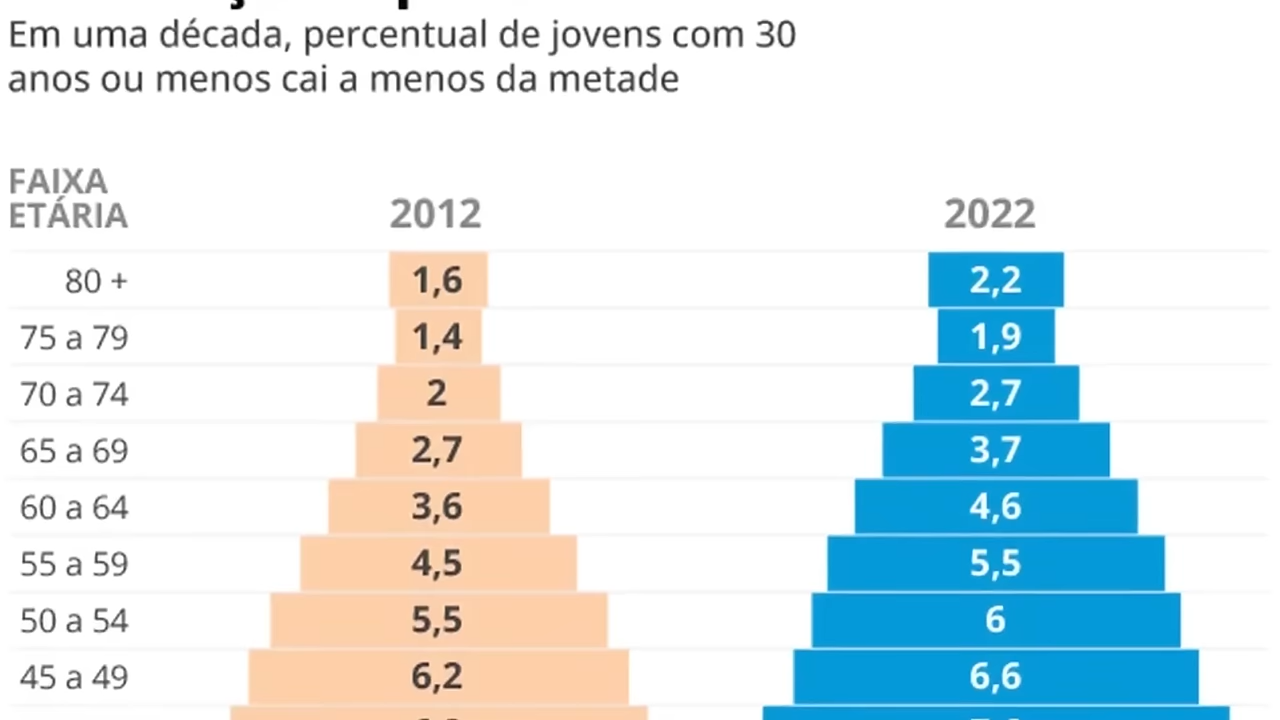 Em uma década, percentual de jovens com 30
anos ou menos cai a menos da metade
FAIXA
ETÁRIA
2012
2022
80 + 1,6 2,2
75 a 79 1,4 1,9
70 a 74 2 2,7
65 a 69 2,7 3,7
60 a 64 3,6 4,6
55 a 59 4,5 5,5
50 a 54 5,5 6
45 a 49 6,2 6,6